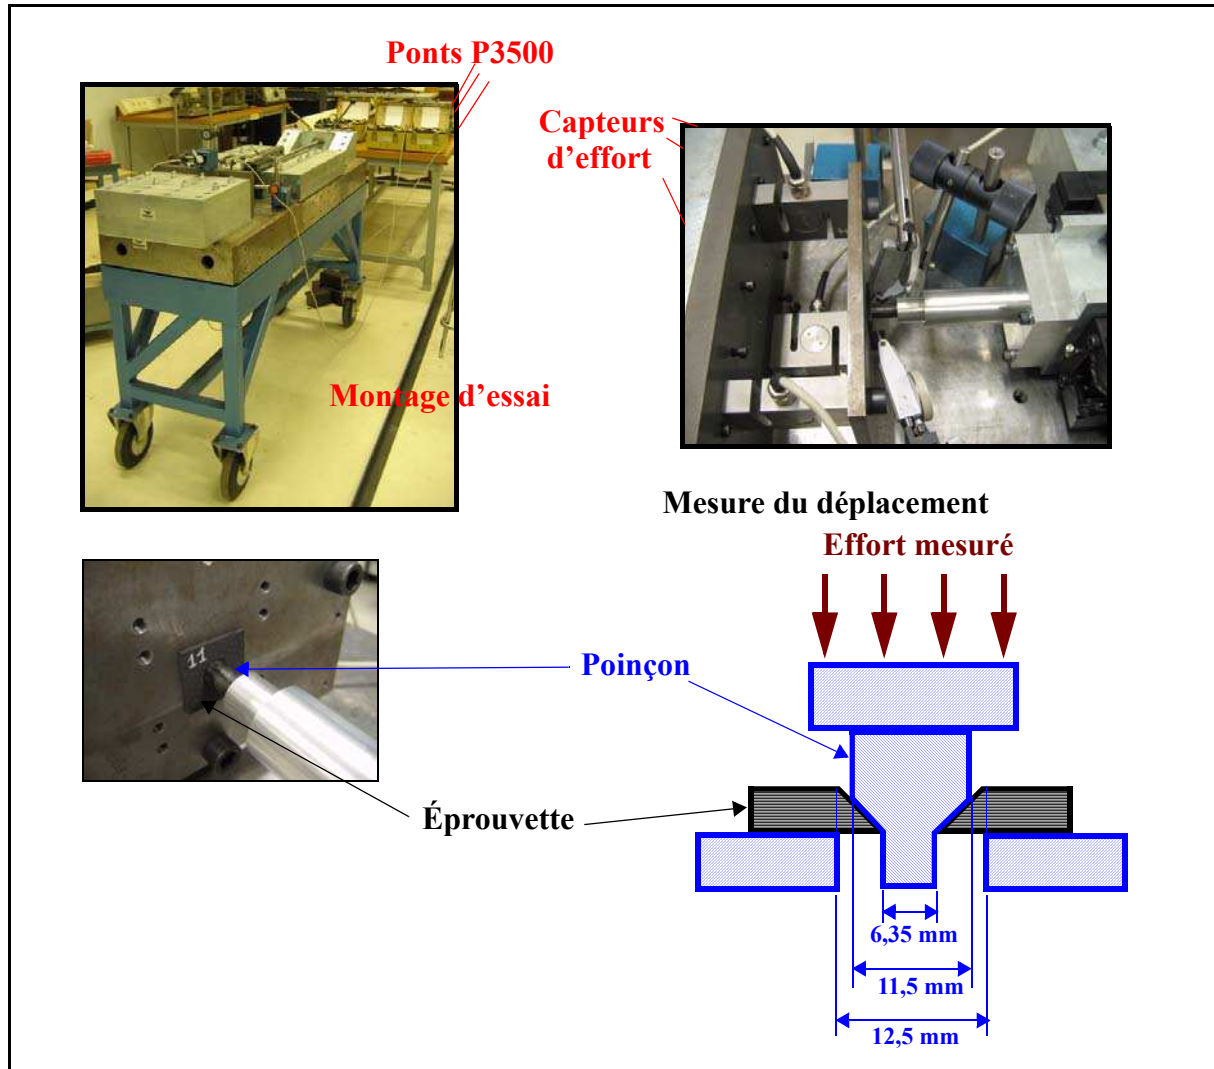 Ponts P3500
Capteurs
d'effort
Montage d'essai
Mesure du déplacement
Effort mesuré
11
Poinçon
Éprouvette
6,35 mm
11,5 mm
12,5 mm